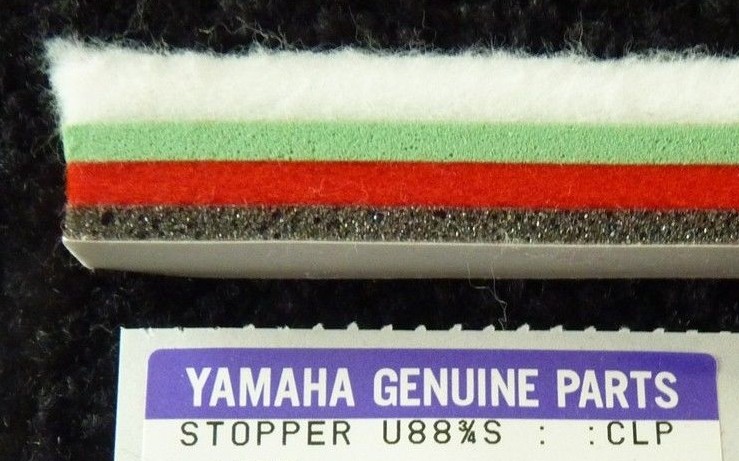 YAMAHA GENUINE PARTS
STOPPER U88¾S : :CLP